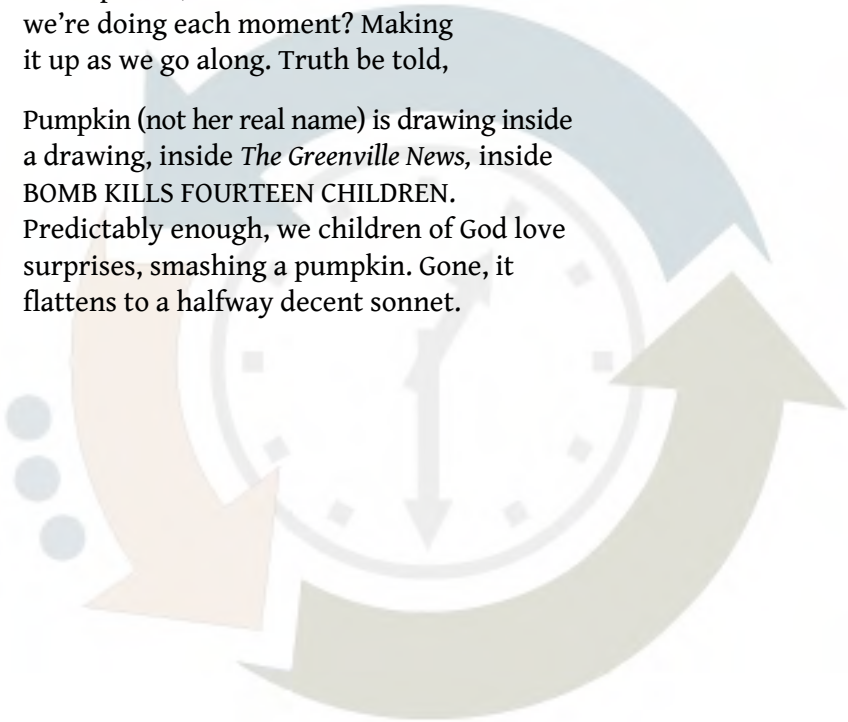 we’re doing each moment? Making
it up as we go along. Truth be told,
Pumpkin (not her real name) is drawing inside
a drawing, inside The Greenville News, inside
BOMB KILLS FOURTEEN CHILDREN.
Predictably enough, we children of God love
surprises, smashing a pumpkin. Gone, it
flattens to a halfway decent sonnet.